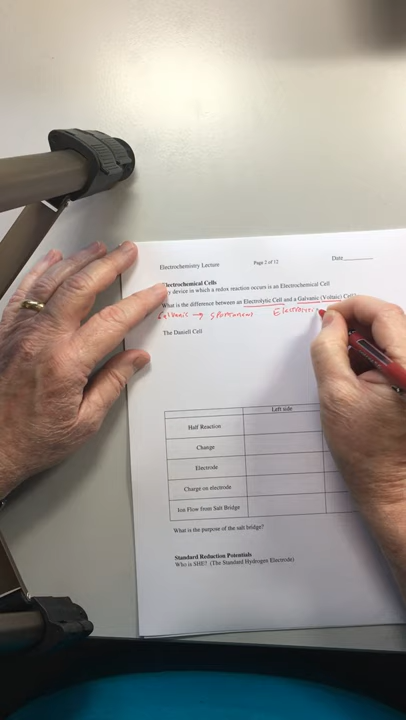 Electrochemistry Lecture Page 2 of 12 Date
Electrochemical Cells
device in which a redox reaction occurs is an Electrochemical Cell
What is the difference between an Electrolytic Cell and a Galvanic (Voltaic)
Galvanic → Spontaneous Electrolytic
The Daniell Cell
Left side
Half Reaction
Change
Electrode
Charge on electrode
Ion Flow from Salt Bridge
What is the purpose of the salt bridge?
Standard Reduction Potentials
Who is SHE? (The Standard Hydrogen Electrode)